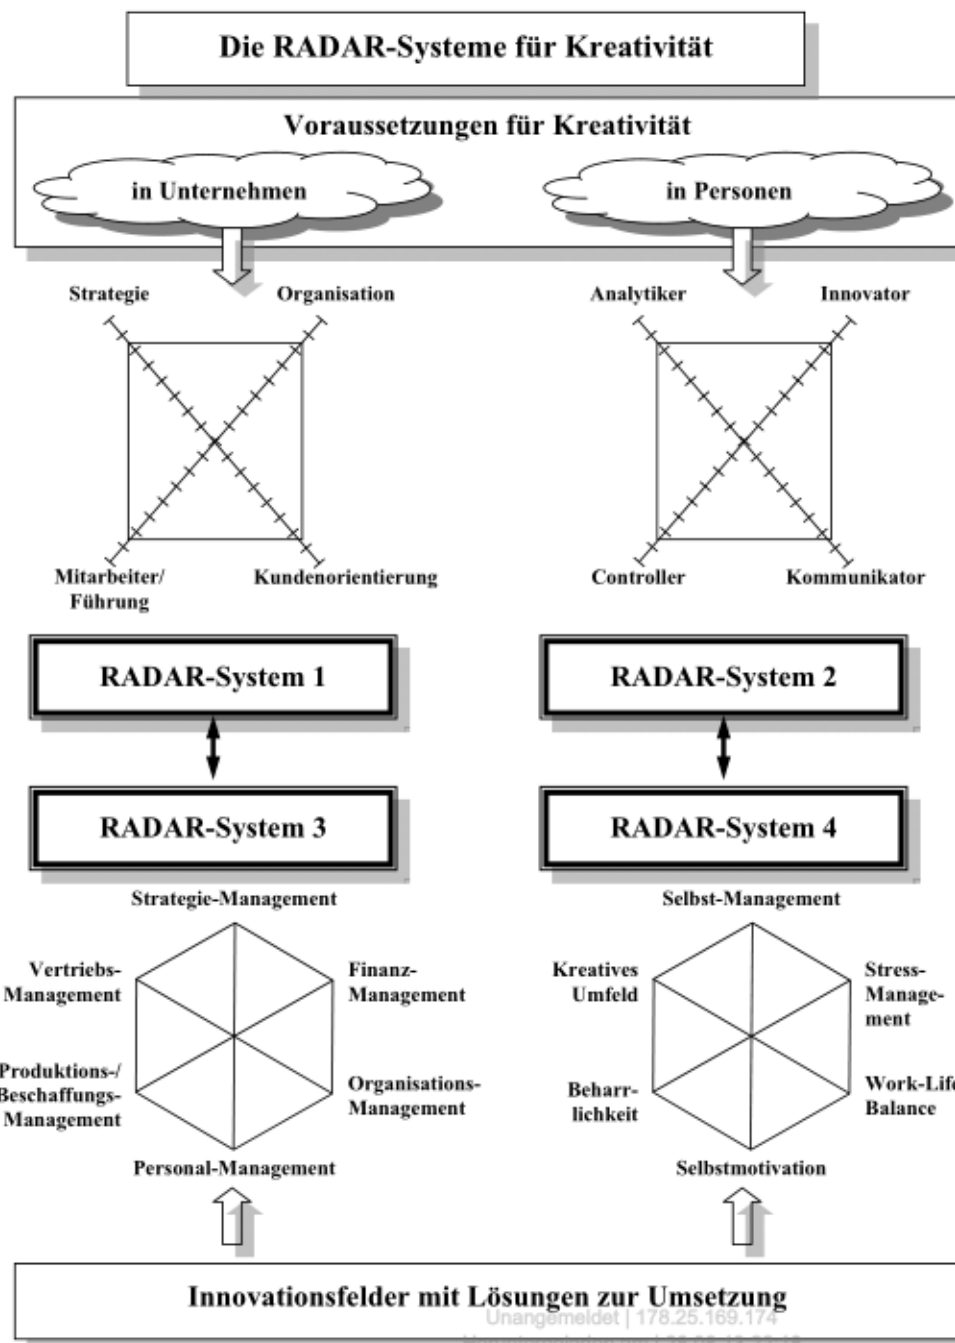 Die RADAR-Systeme für Kreativität
Voraussetzungen für Kreativität
in Unternehmen
in Personen
Strategie
Organisation
Mitarbeiter/
Führung
Kundenorientierung
Analytiker
Innovator
Controller
Kommunikator
RADAR-System 1
RADAR-System 2
RADAR-System 3
RADAR-System 4
Strategie-Management
Vertriebs-
Management
Finanz-
Management
Produktions-/
Beschaffungs-
Management
Organisations-
Management
Personal-Management
Selbst-Management
Kreatives
Umfeld
Stress-
Manage-
ment
Beharr-
lichkeit
Work-Life
Balance
Selbstmotivation
Innovationsfelder mit Lösungen zur Umsetzung
Unangemeldet | 178.25.169.174